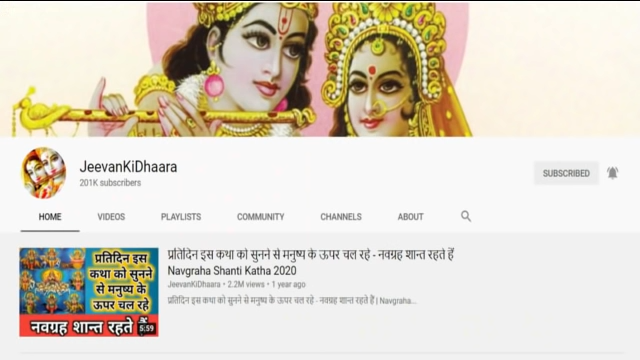 JeevanKiDhaara
201K subscribers
SUBSCRIBED
HOME VIDEOS PLAYLISTS COMMUNITY CHANNELS ABOUT
प्रतिदिन इस
कथा को सुनने
से मनुष्य के
ऊपर चल रहे
नवग्रह शान्त रहते हैं
5:59
प्रतिदिन इस कथा को सुनने से मनुष्य के ऊपर चल रहे - नवग्रह शान्त रहते हैं
Navgraha Shanti Katha 2020
JeevanKiDhaara • 2.2M views • 1 year ago
प्रतिदिन इस कथा को सुनने से मनुष्य के ऊपर चल रहे - नवग्रह शान्त रहते हैं | Navgraha...